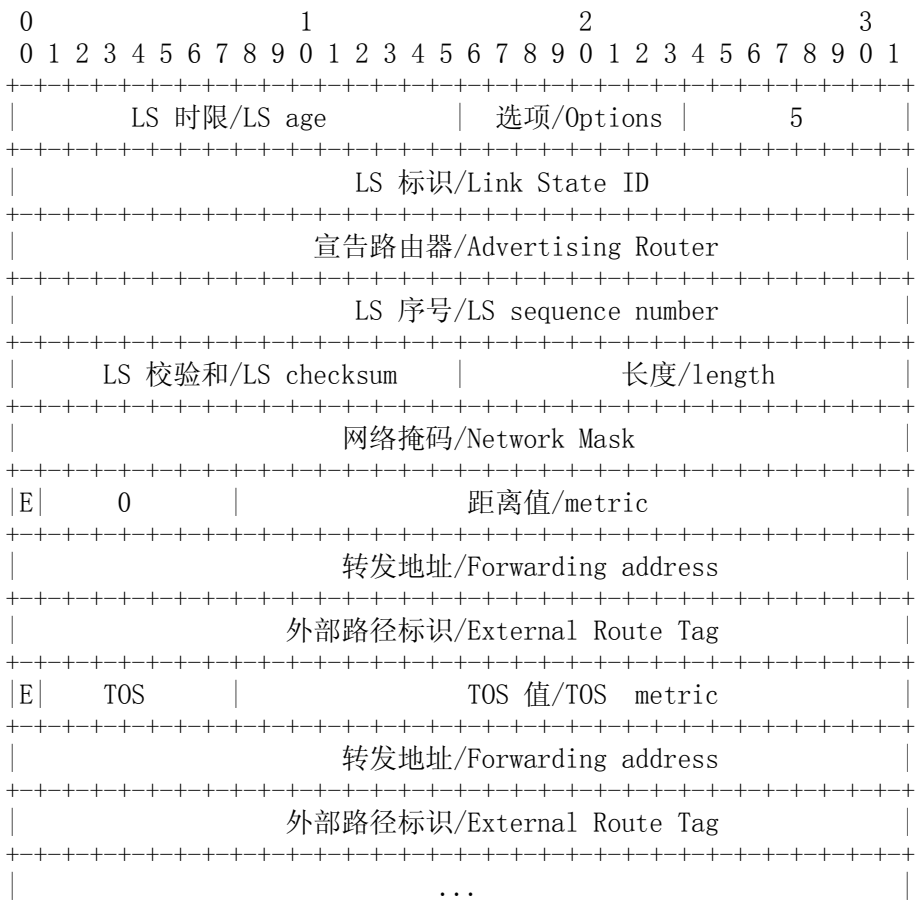 0 1 2 3
0 1 2 3 4 5 6 7 8 9 0 1 2 3 4 5 6 7 8 9 0 1 2 3 4 5 6 7 8 9 0 1
+-+-+-+-+-+-+-+-+-+-+-+-+-+-+-+-+-+-+-+-+-+-+-+-+-+-+-+-+-+-+-+-+
| LS 时限/LS age | 选项/Options | 5 |
+-+-+-+-+-+-+-+-+-+-+-+-+-+-+-+-+-+-+-+-+-+-+-+-+-+-+-+-+-+-+-+-+
| LS 标识/Link State ID |
+-+-+-+-+-+-+-+-+-+-+-+-+-+-+-+-+-+-+-+-+-+-+-+-+-+-+-+-+-+-+-+-+
| 宣告路由器/Advertising Router |
+-+-+-+-+-+-+-+-+-+-+-+-+-+-+-+-+-+-+-+-+-+-+-+-+-+-+-+-+-+-+-+-+
| LS 序号/LS sequence number |
+-+-+-+-+-+-+-+-+-+-+-+-+-+-+-+-+-+-+-+-+-+-+-+-+-+-+-+-+-+-+-+-+
| LS 校验和/LS checksum | 长度/length |
+-+-+-+-+-+-+-+-+-+-+-+-+-+-+-+-+-+-+-+-+-+-+-+-+-+-+-+-+-+-+-+-+
| 网络掩码/Network Mask |
+-+-+-+-+-+-+-+-+-+-+-+-+-+-+-+-+-+-+-+-+-+-+-+-+-+-+-+-+-+-+-+-+
|E| 0 | 距离值/metric |
+-+-+-+-+-+-+-+-+-+-+-+-+-+-+-+-+-+-+-+-+-+-+-+-+-+-+-+-+-+-+-+-+
| 转发地址/Forwarding address |
+-+-+-+-+-+-+-+-+-+-+-+-+-+-+-+-+-+-+-+-+-+-+-+-+-+-+-+-+-+-+-+-+
| 外部路径标识/External Route Tag |
+-+-+-+-+-+-+-+-+-+-+-+-+-+-+-+-+-+-+-+-+-+-+-+-+-+-+-+-+-+-+-+-+
|E| TOS | TOS 值/TOS metric |
+-+-+-+-+-+-+-+-+-+-+-+-+-+-+-+-+-+-+-+-+-+-+-+-+-+-+-+-+-+-+-+-+
| 转发地址/Forwarding address |
+-+-+-+-+-+-+-+-+-+-+-+-+-+-+-+-+-+-+-+-+-+-+-+-+-+-+-+-+-+-+-+-+
| 外部路径标识/External Route Tag |
+-+-+-+-+-+-+-+-+-+-+-+-+-+-+-+-+-+-+-+-+-+-+-+-+-+-+-+-+-+-+-+-+
| ... |